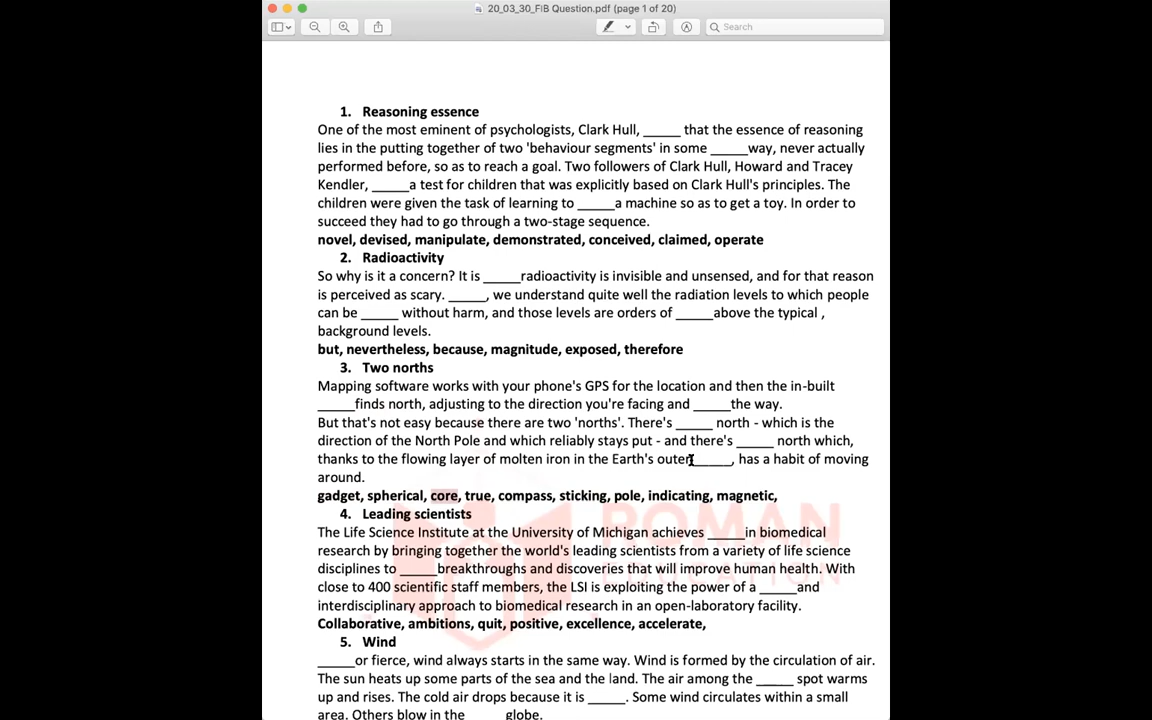 20_03_30_FIB Question.pdf (page 1 of 20)
Search
1. Reasoning essence
One of the most eminent of psychologists, Clark Hull, _____ that the essence of reasoning
lies in the putting together of two 'behaviour segments' in some _____way, never actually
performed before, so as to reach a goal. Two followers of Clark Hull, Howard and Tracey
Kendler, _____a test for children that was explicitly based on Clark Hull's principles. The
children were given the task of learning to _____a machine so as to get a toy. In order to
succeed they had to go through a two-stage sequence.
novel, devised, manipulate, demonstrated, conceived, claimed, operate
2. Radioactivity
So why is it a concern? It is _____radioactivity is invisible and unsensed, and for that reason
is perceived as scary. _____, we understand quite well the radiation levels to which people
can be _____ without harm, and those levels are orders of _____above the typical ,
background levels.
but, nevertheless, because, magnitude, exposed, therefore
3. Two norths
Mapping software works with your phone's GPS for the location and then the in-built
_____finds north, adjusting to the direction you're facing and _____the way.
But that's not easy because there are two 'norths'. There's _____ north - which is the
direction of the North Pole and which reliably stays put - and there's _____ north which,
thanks to the flowing layer of molten iron in the Earth's outer_____, has a habit of moving
around.
gadget, spherical, core, true, compass, sticking, pole, indicating, magnetic,
4. Leading scientists
The Life Science Institute at the University of Michigan achieves _____in biomedical
research by bringing together the world's leading scientists from a variety of life science
disciplines to _____breakthroughs and discoveries that will improve human health. With
close to 400 scientific staff members, the LSI is exploiting the power of a _____and
interdisciplinary approach to biomedical research in an open-laboratory facility.
Collaborative, ambitions, quit, positive, excellence, accelerate,
5. Wind
_____or fierce, wind always starts in the same way. Wind is formed by the circulation of air.
The sun heats up some parts of the sea and the land. The air among the _____ spot warms
up and rises. The cold air drops because it is _____. Some wind circulates within a small
area. Others blow in the _____globe.
ROMAN
EDUCATION